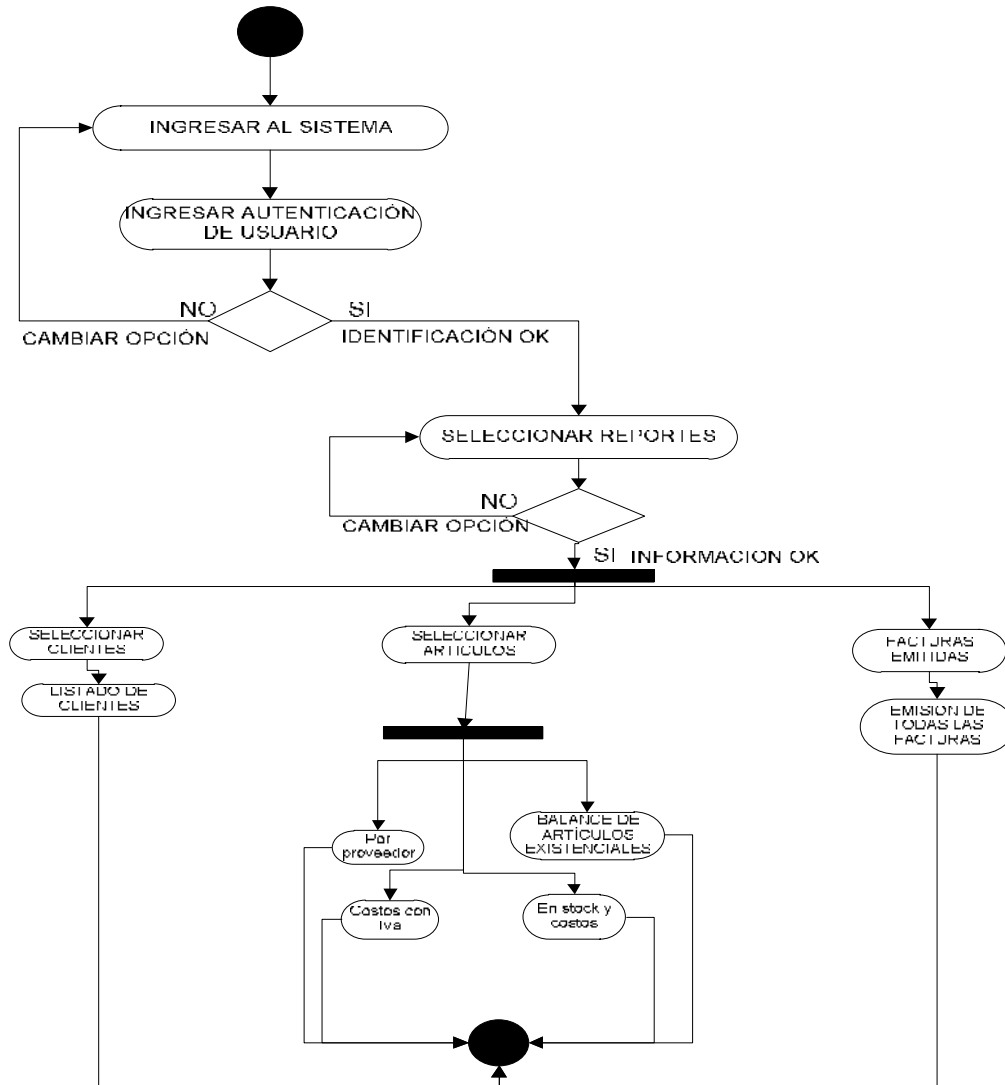 INGRESAR AL SISTEMA
INGRESAR AUTENTICACIÓN
DE USUARIO
NO
SI
CAMBIAR OPCIÓN
IDENTIFICACIÓN OK
SELECCIONAR REPORTES
NO
CAMBIAR OPCIÓN
SI INFORMACION OK
SELECCIONAR
CLIENTES
SELECCIONAR
ARTICULOS
FACTURAS
EMITIDAS
LISTADO DE
CLIENTES
EMISION DE
TODAS LAS
FACTURAS
Por
proveedor
BALANCE DE
ARTÍCULOS
EXISTENCIALES
Costos con
Iva
En stock y
costos